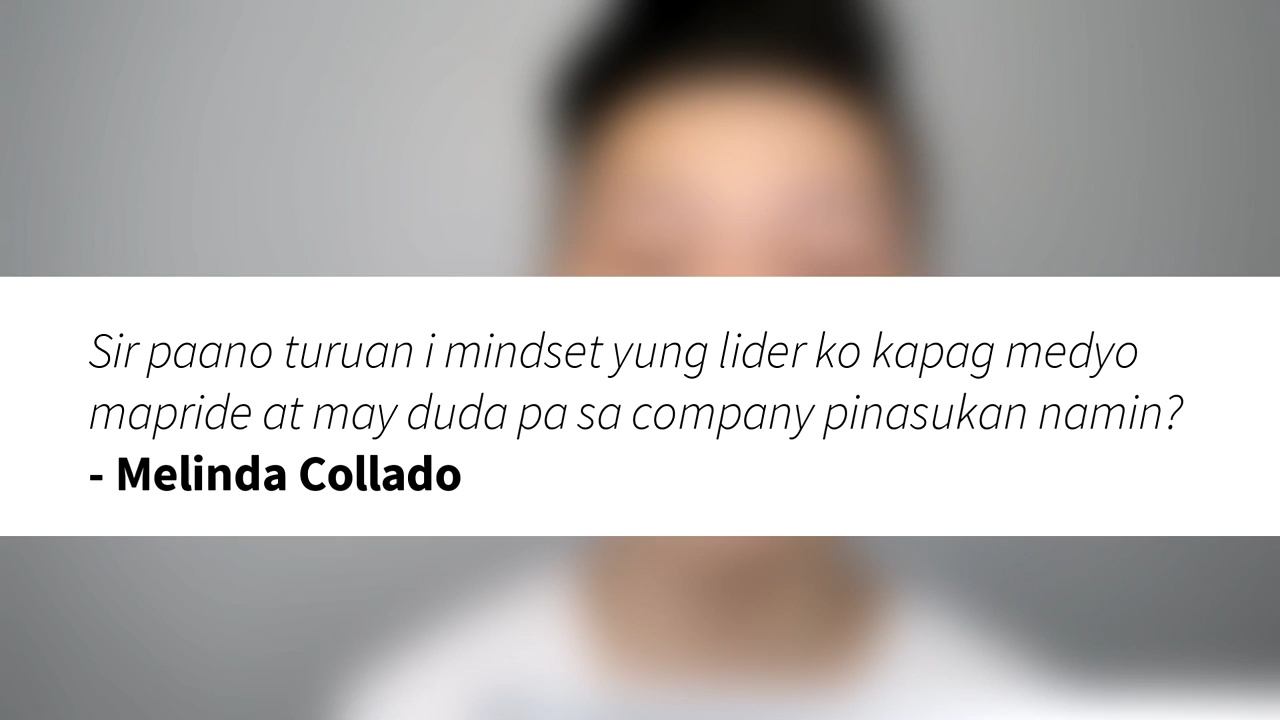 Sir paano turuan i mindset yung lider ko kapag medyo
mapride at may duda pa sa company pinasukan namin?
- Melinda Collado